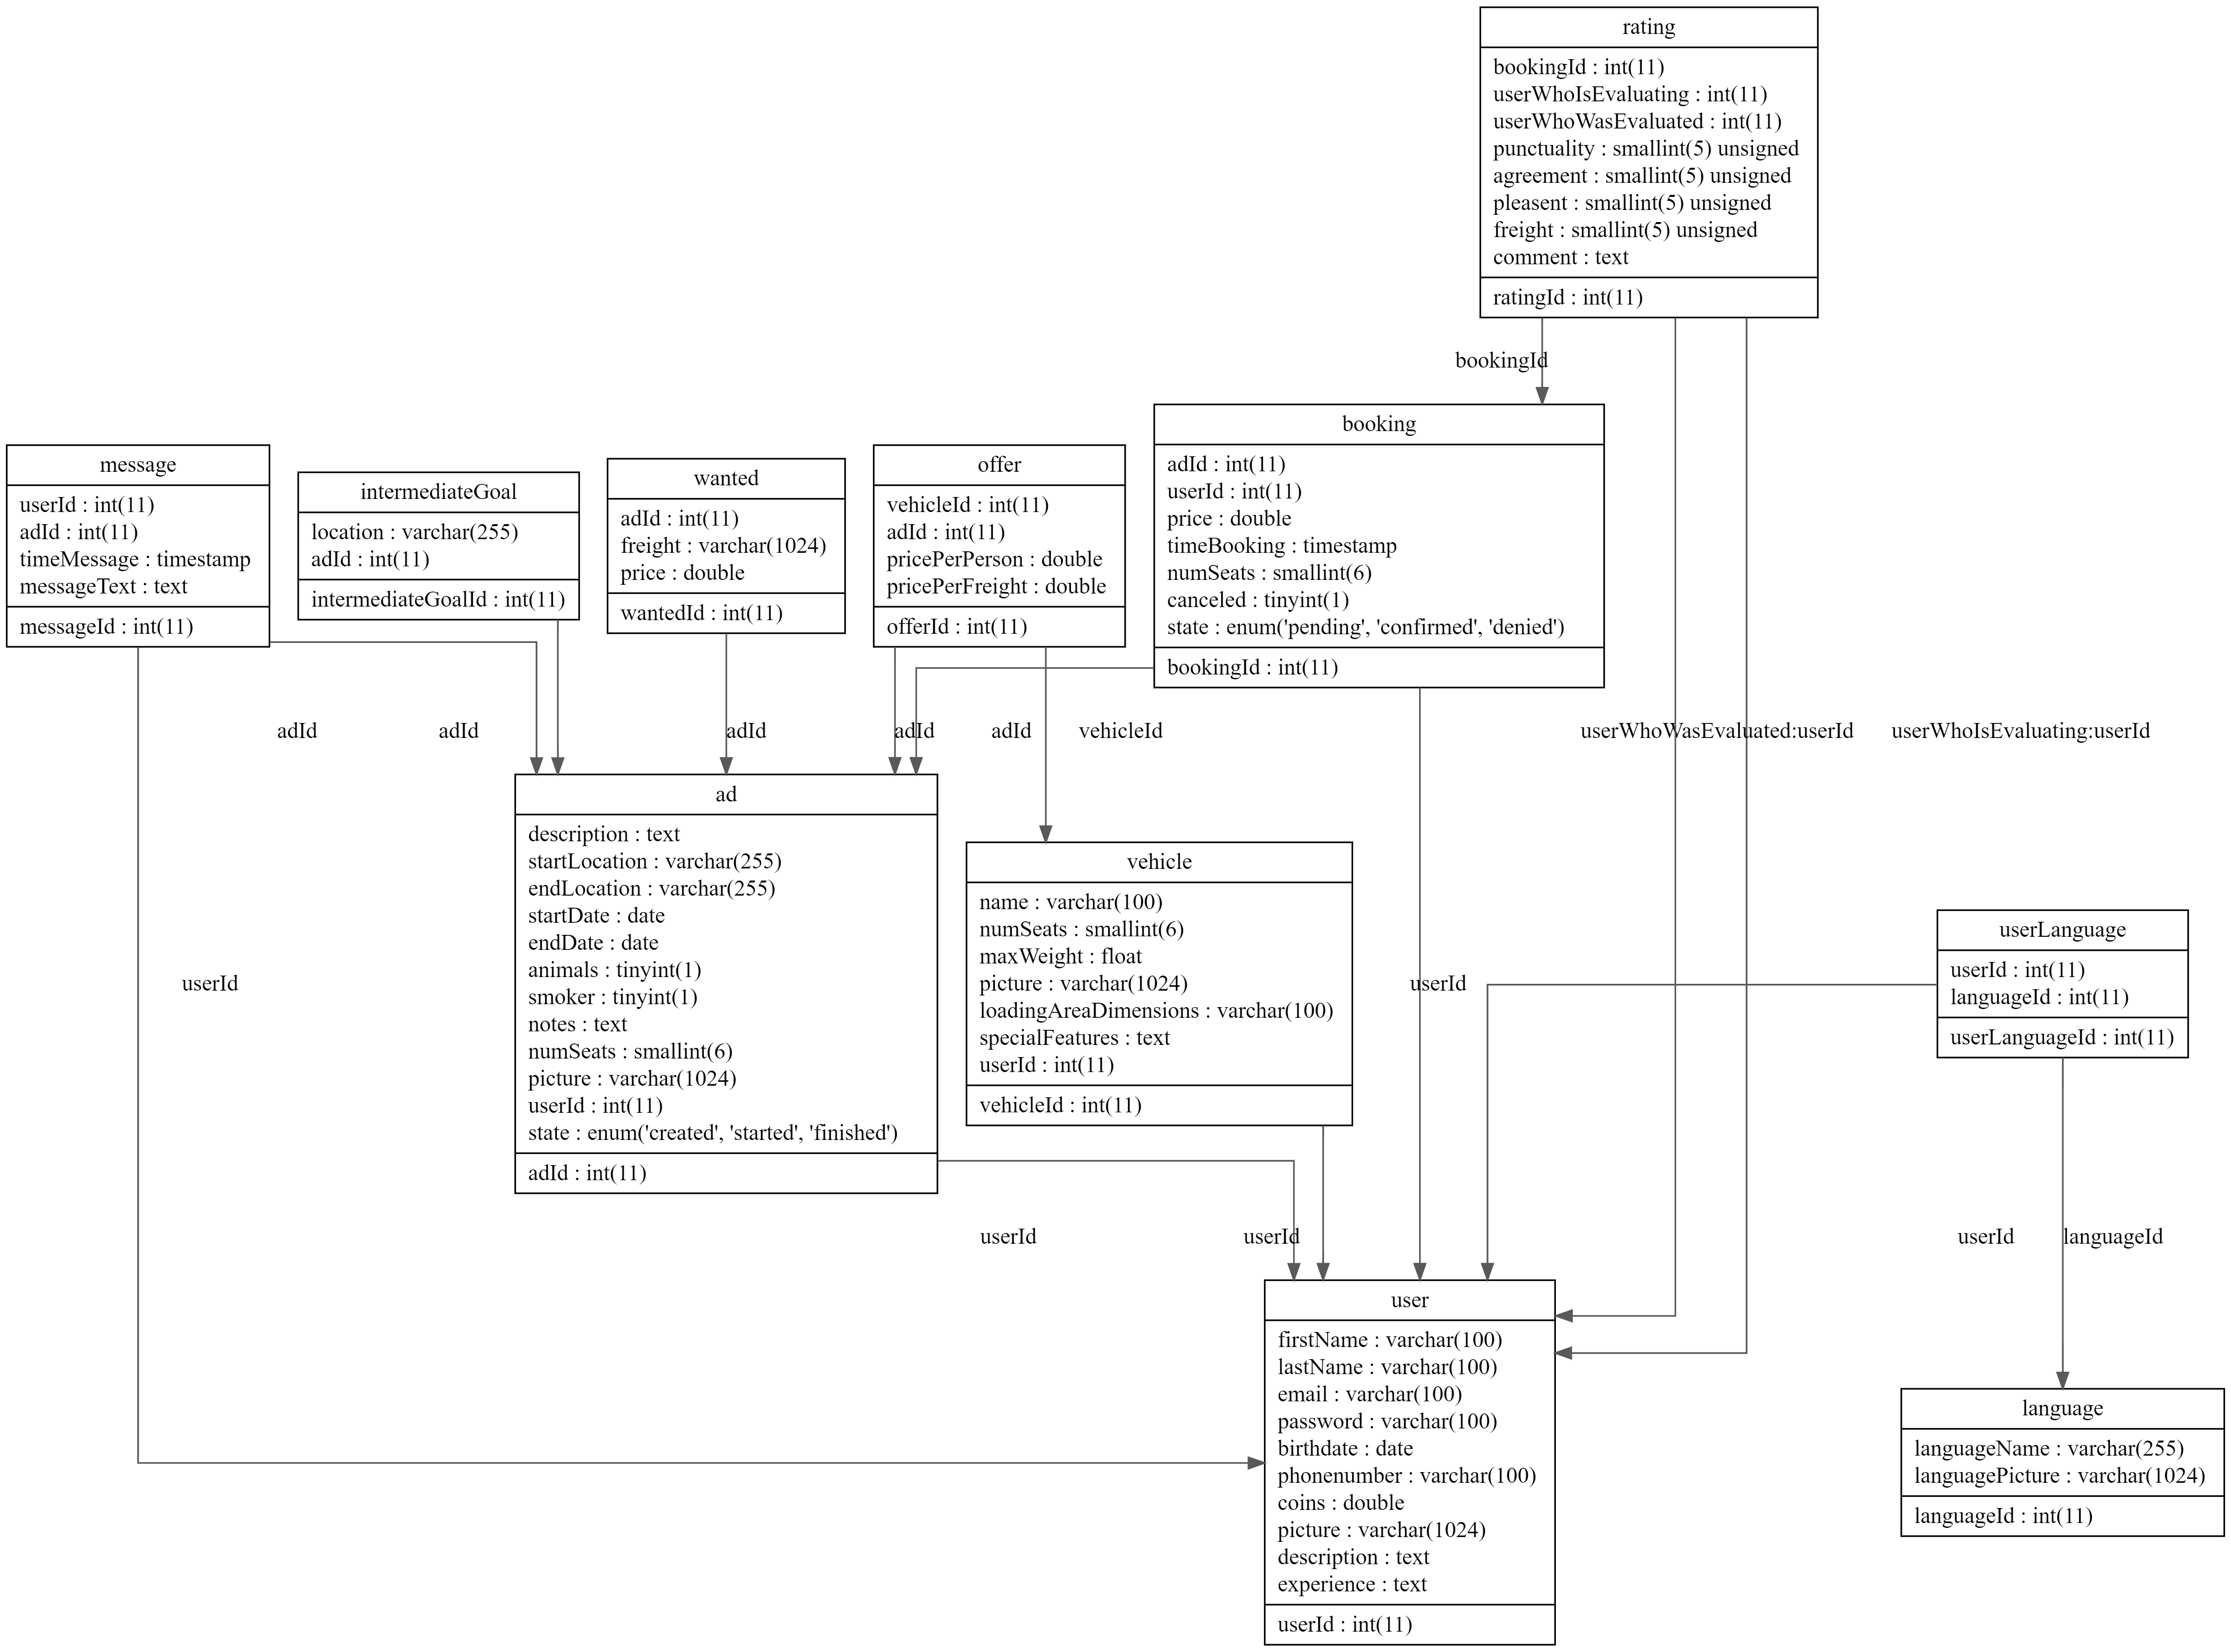 rating
bookingId : int(11)
userWhoIsEvaluating : int(11)
userWhoWasEvaluated : int(11)
punctuality : smallint(5) unsigned
agreement : smallint(5) unsigned
pleasent : smallint(5) unsigned
freight : smallint(5) unsigned
comment : text
ratingId : int(11)
bookingId
message
userId : int(11)
adId : int(11)
timeMessage : timestamp
messageText : text
messageId : int(11)
intermediateGoal
location : varchar(255)
adId : int(11)
intermediateGoalId : int(11)
wanted
adId : int(11)
freight : varchar(1024)
price : double
wantedId : int(11)
offer
vehicleId : int(11)
adId : int(11)
pricePerPerson : double
pricePerFreight : double
offerId : int(11)
booking
adId : int(11)
userId : int(11)
price : double
timeBooking : timestamp
numSeats : smallint(6)
canceled : tinyint(1)
state : enum('pending', 'confirmed', 'denied')
bookingId : int(11)
adId
adId
adId
adId
adId
vehicleId
userWhoWasEvaluated:userId
userWhoIsEvaluating:userId
ad
description : text
startLocation : varchar(255)
endLocation : varchar(255)
startDate : date
endDate : date
animals : tinyint(1)
smoker : tinyint(1)
notes : text
numSeats : smallint(6)
picture : varchar(1024)
userId : int(11)
state : enum('created', 'started', 'finished')
adId : int(11)
vehicle
name : varchar(100)
numSeats : smallint(6)
maxWeight : float
picture : varchar(1024)
loadingAreaDimensions : varchar(100)
specialFeatures : text
userId : int(11)
vehicleId : int(11)
userLanguage
userId : int(11)
languageId : int(11)
userLanguageId : int(11)
userId
userId
userId
userId
userId
languageId
user
firstName : varchar(100)
lastName : varchar(100)
email : varchar(100)
password : varchar(100)
birthdate : date
phonenumber : varchar(100)
coins : double
picture : varchar(1024)
description : text
experience : text
userId : int(11)
language
languageName : varchar(255)
languagePicture : varchar(1024)
languageId : int(11)